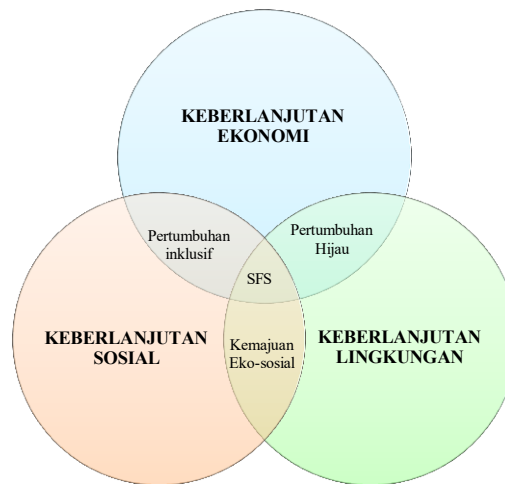 KEBERLANJUTAN
EKONOMI
Pertumbuhan
inklusif
Pertumbuhan
Hijau
SFS
KEBERLANJUTAN
SOSIAL
Kemajuan
Eko-sosial
KEBERLANJUTAN
LINGKUNGAN